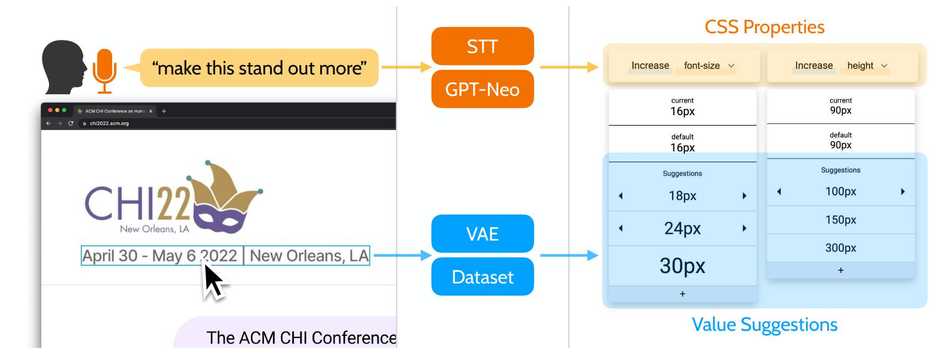 "make this stand out more"
ACM CHI Conference on Human
chi2022.acm.org
CHI22
New Orleans, LA
April 30 - May 6 2022 | New Orleans, LA
The ACM CHI Conference
STT
GPT-Neo
VAE
Dataset
CSS Properties
Increase font-size
current
16px
default
16px
Suggestions
18px
24px
30px
+
Increase height
current
90px
default
90px
Suggestions
100px
150px
300px
+
Value Suggestions